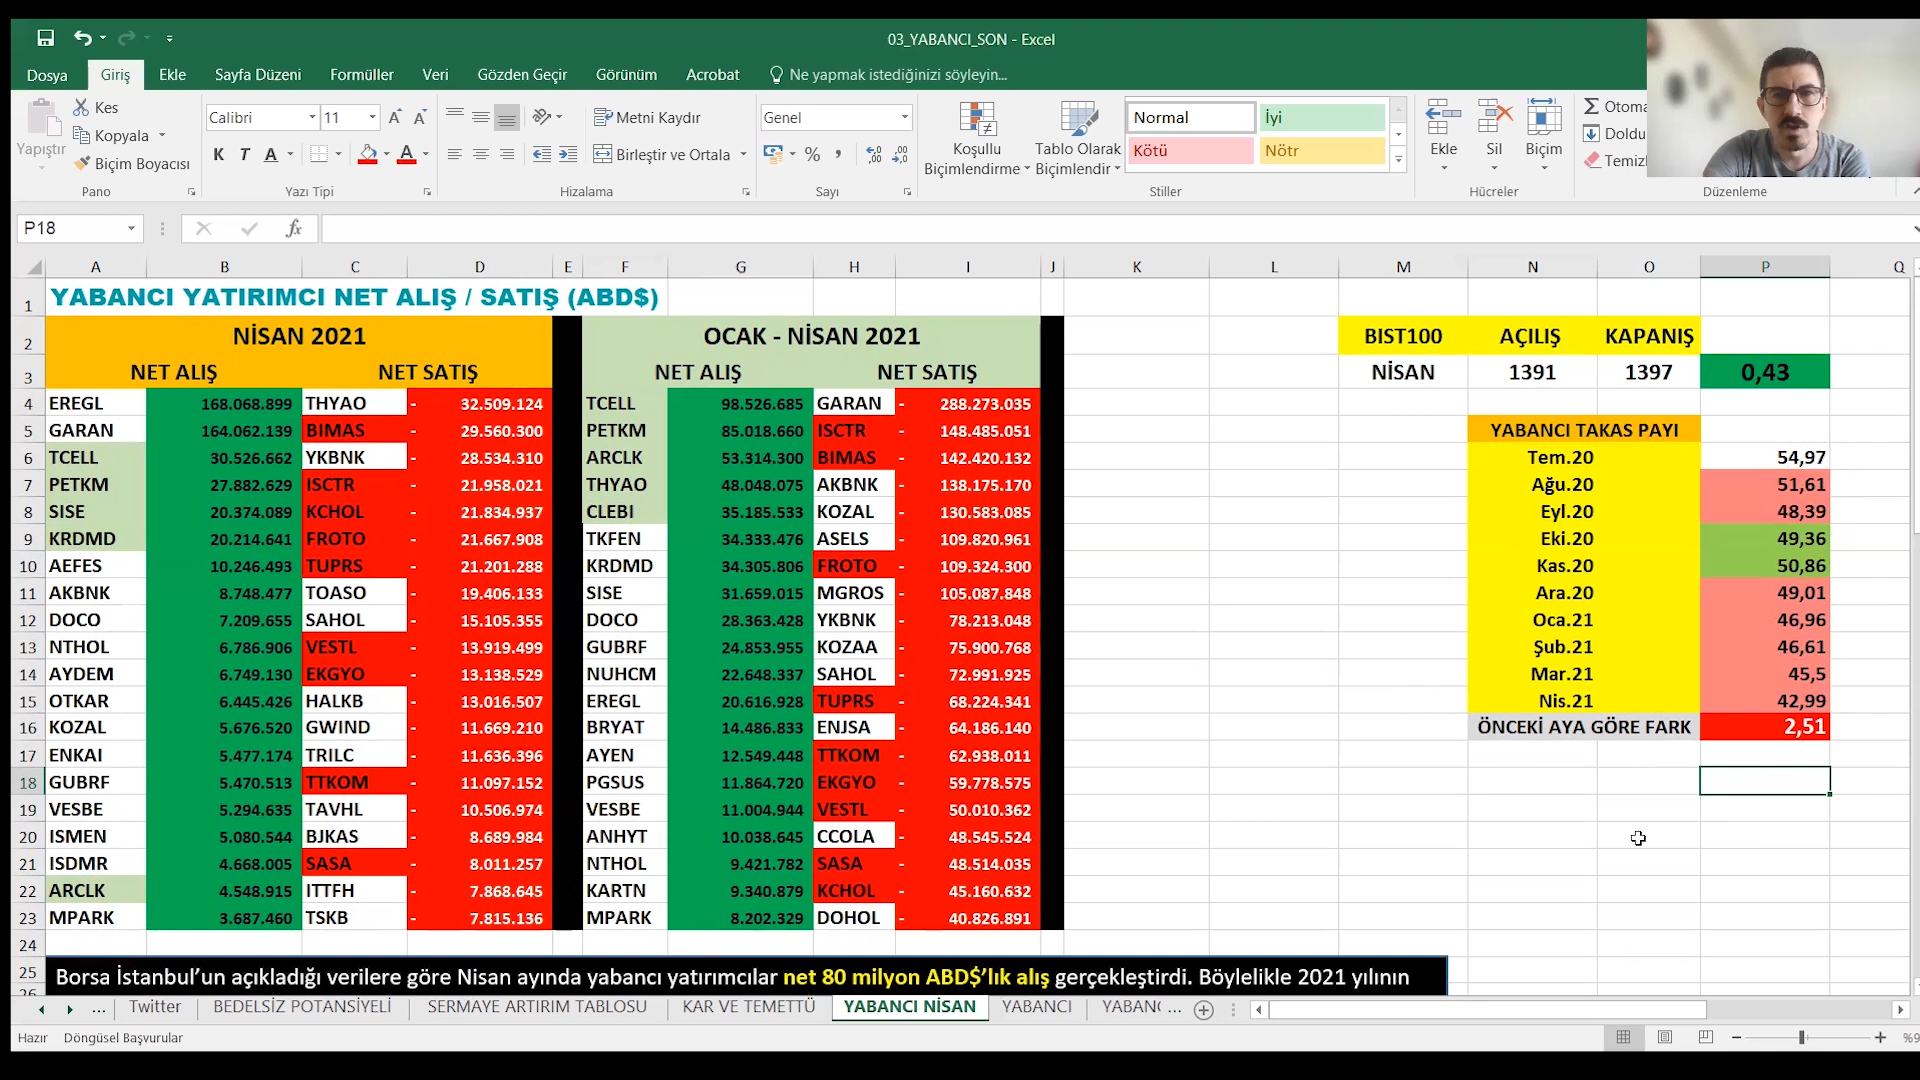 03_YABANCI_SON - Excel
Dosya Giriş Ekle Sayfa Düzeni Formüller Veri Gözden Geçir Görünüm Acrobat Ne yapmak istediğinizi söyleyin...
Yapıştır
Kes
Kopyala
Biçim Boyacısı
Calibri 11
K T A
A
Metni Kaydır
Birleştir ve Ortala
Genel
%
Koşullu Biçimlendirme
Tablo Olarak Biçimlendir
Normal İyi
Kötü Nötr
Ekle Sil Biçim
Pano Yazı Tipi Hizalama Sayı Stiller Hücreler Düzenleme
P18 fx
A B C D E F G H I J K L M N O P Q
1 YABANCI YATIRIMCI NET ALIŞ / SATIŞ (ABD$)
2 NİSAN 2021 OCAK - NİSAN 2021 BIST100 AÇILIŞ KAPANIŞ
3 NET ALIŞ NET SATIŞ NET ALIŞ NET SATIŞ NİSAN 1391 1397 0,43
4 EREGL 168.068.899 THYAO - 32.509.124 TCELL 98.526.685 GARAN - 288.273.035
5 GARAN 164.062.139 BIMAS - 29.560.300 PETKM 85.018.660 ISCTR - 148.485.051 YABANCI TAKAS PAYI
6 TCELL 30.526.662 YKBNK - 28.534.310 ARCLK 53.314.300 BIMAS - 142.420.132 Tem.20 54,97
7 PETKM 27.882.629 ISCTR - 21.958.021 THYAO 48.048.075 AKBNK - 138.175.170 Ağu.20 51,61
8 SISE 20.374.089 KCHOL - 21.834.937 CLEBI 35.185.533 KOZAL - 130.583.085 Eyl.20 48,39
9 KRDMD 20.214.641 FROTO - 21.667.908 TKFEN 34.333.476 ASELS - 109.820.961 Eki.20 49,36
10 AEFES 10.246.493 TUPRS - 21.201.288 KRDMD 34.305.806 FROTO - 109.324.300 Kas.20 50,86
11 AKBNK 8.748.477 TOASO - 19.406.133 SISE 31.659.015 MGROS - 105.087.848 Ara.20 49,01
12 DOCO 7.209.655 SAHOL - 15.105.355 DOCO 28.363.428 YKBNK - 78.213.048 Oca.21 46,96
13 NTHOL 6.786.906 VESTL - 13.919.499 GUBRF 24.853.955 KOZAA - 75.900.768 Şub.21 46,61
14 AYDEM 6.749.130 EKGYO - 13.138.529 NUHCM 22.648.337 SAHOL - 72.991.925 Mar.21 45,5
15 OTKAR 6.445.426 HALKB - 13.016.507 EREGL 20.616.928 TUPRS - 68.224.341 Nis.21 42,99
16 KOZAL 5.676.520 GWIND - 11.669.210 BRYAT 14.486.833 ENJSA - 64.186.140 ÖNCEKİ AYA GÖRE FARK 2,51
17 ENKAI 5.477.174 TRILC - 11.636.396 AYEN 12.549.448 TTKOM - 62.938.011
18 GUBRF 5.470.513 TTKOM - 11.097.152 PGSUS 11.864.720 EKGYO - 59.778.575
19 VESBE 5.294.635 TAVHL - 10.506.974 VESBE 11.004.944 VESTL - 50.010.362
20 ISMEN 5.080.544 BJKAS - 8.689.984 ANHYT 10.038.645 CCOLA - 48.545.524
21 ISDMR 4.668.005 SASA - 8.011.257 NTHOL 9.421.782 SASA - 48.514.035
22 ARCLK 4.548.915 ITTFH - 7.868.645 KARTN 9.340.879 KCHOL - 45.160.632
23 MPARK 3.687.460 TSKB - 7.815.136 MPARK 8.202.329 DOHOL - 40.826.891
24
25 Borsa İstanbul'un açıkladığı verilere göre Nisan ayında yabancı yatırımcılar net 80 milyon ABD$'lık alış gerçekleştirdi. Böylelikle 2021 yılının
... Twitter BEDELSİZ POTANSİYELİ SERMAYE ARTIRIM TABLOSU KAR VE TEMETTÜ YABANCI NİSAN YABANCI ...
Hazır Döngüsel Başvurular